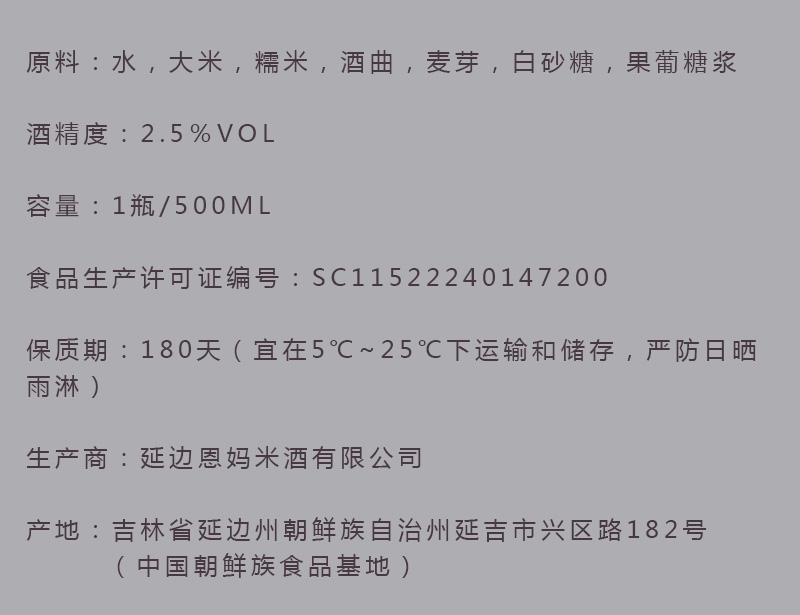 原料：水，大米，糯米，酒曲，麦芽，白砂糖，果葡糖浆
酒精度：2.5%VOL
容量：1瓶/500ML
食品生产许可证编号：SC11522240147200
保质期：180天（宜在5℃~25℃下运输和储存，严防日晒
雨淋）
生产商：延边恩妈米酒有限公司
产地：吉林省延边州朝鲜族自治州延吉市兴区路182号
（中国朝鲜族食品基地）